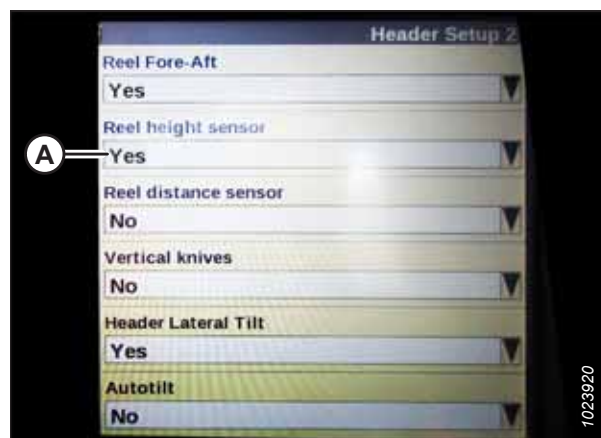 Header Setup 2
Reel Fore-Aft
Yes
Reel height sensor
A
Yes
Reel distance sensor
No
Vertical knives
No
Header Lateral Tilt
Yes
Autotilt
No
1023920